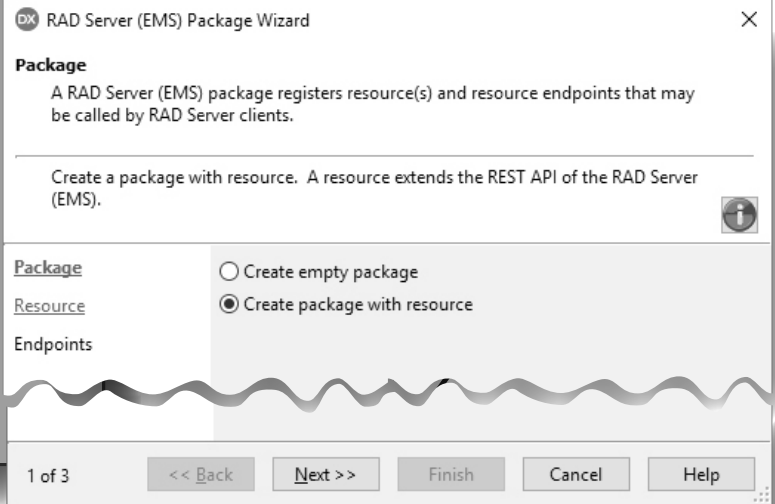 DX RAD Server (EMS) Package Wizard
Package
A RAD Server (EMS) package registers resource(s) and resource endpoints that may
be called by RAD Server clients.
Create a package with resource. A resource extends the REST API of the RAD Server
(EMS).
Package
Create empty package
Resource
Create package with resource
Endpoints
1 of 3
<< Back
Next >>
Finish
Cancel
Help